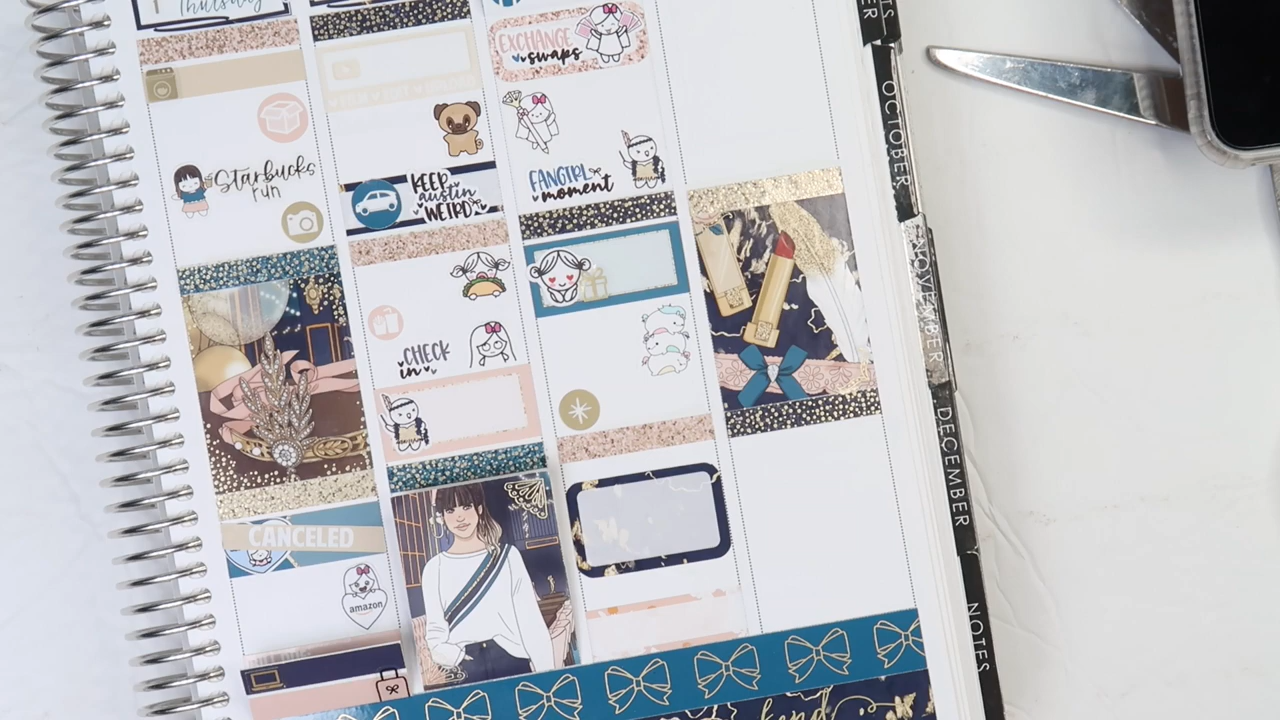 Thursday
EXCHANGE
swaps
Starbucks
run
KEEP
austin
WEIRD
FANGIRL
moment
CHECK
in
CANCELED
amazon
OCTOBER
NOVEMBER
DECEMBER
NOTES